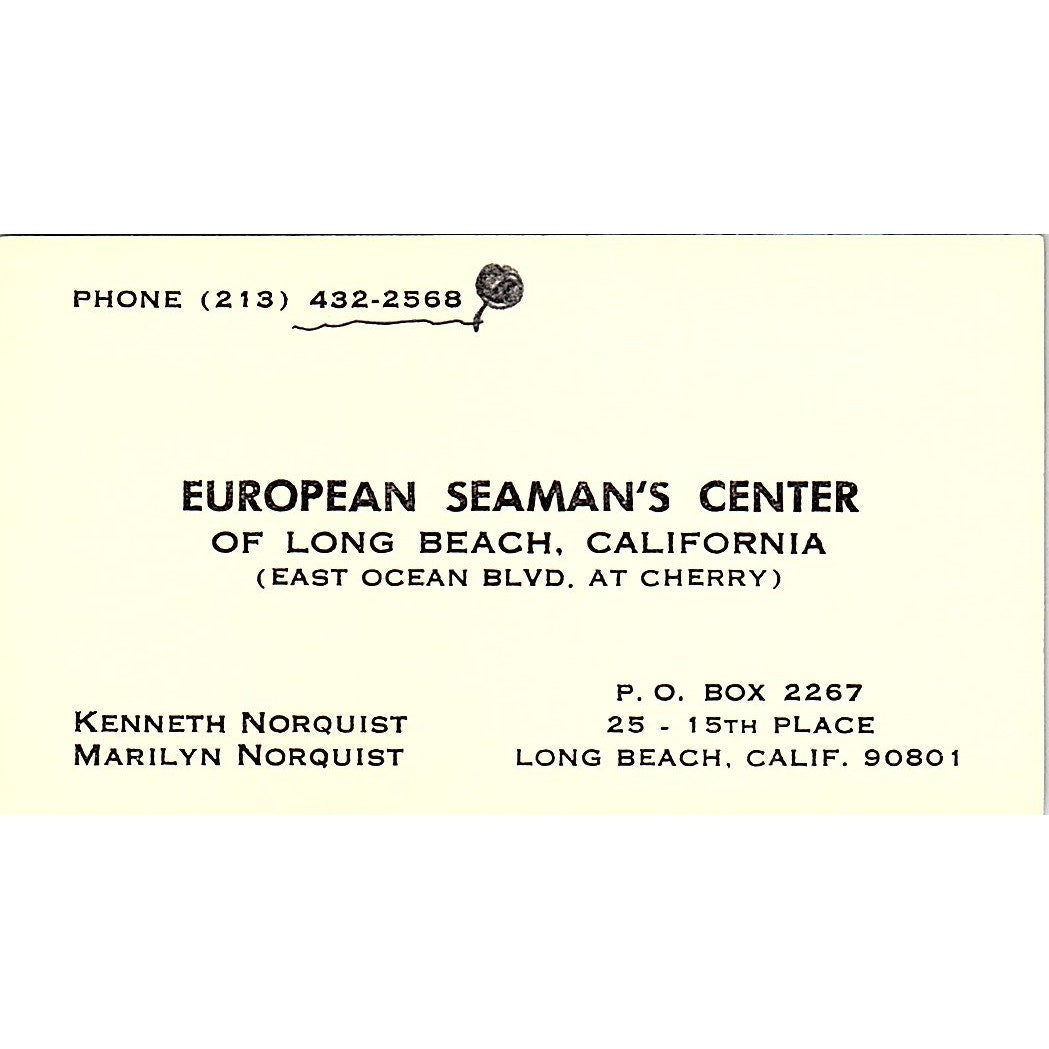 PHONE (213) 432-2568
EUROPEAN SEAMAN'S CENTER
OF LONG BEACH, CALIFORNIA
(EAST OCEAN BLVD. AT CHERRY)
KENNETH NORQUIST
MARILYN NORQUIST
P. O. BOX 2267
25 - 15TH PLACE
LONG BEACH, CALIF. 90801